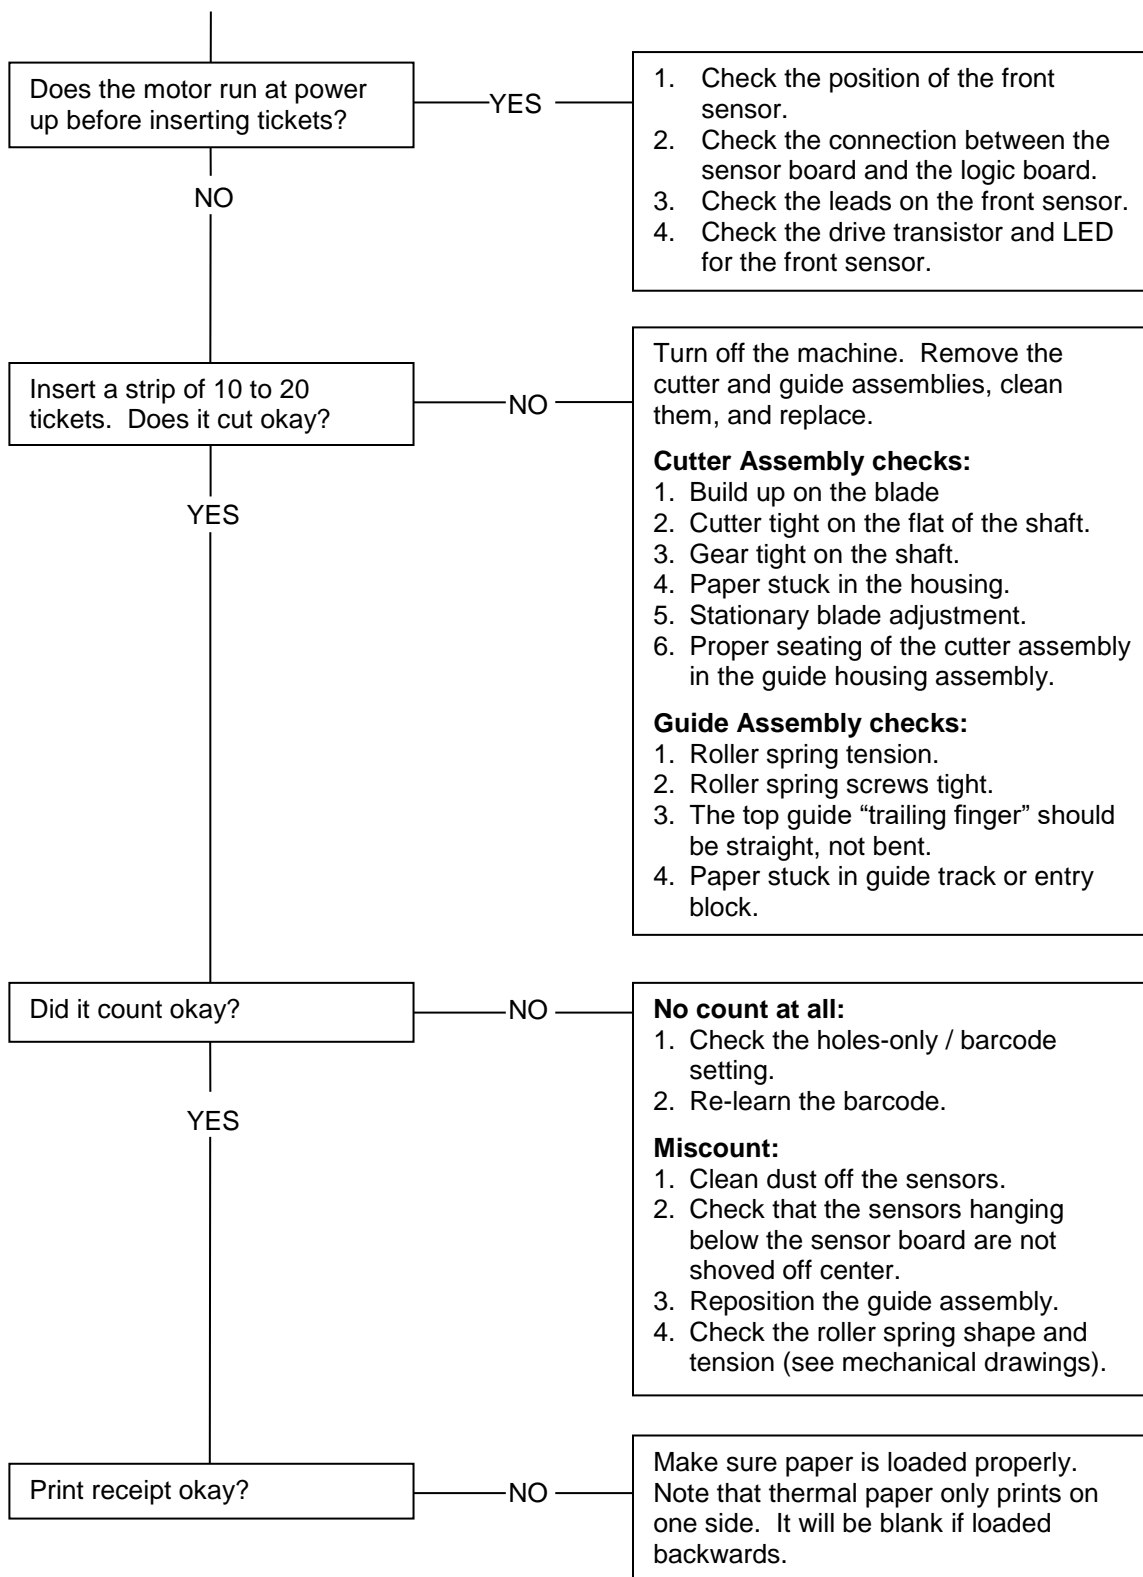 Does the motor run at power
up before inserting tickets?
YES
1. Check the position of the front
sensor.
2. Check the connection between the
sensor board and the logic board.
3. Check the leads on the front sensor.
4. Check the drive transistor and LED
for the front sensor.
NO
Insert a strip of 10 to 20
tickets. Does it cut okay?
NO
Turn off the machine. Remove the
cutter and guide assemblies, clean
them, and replace.
Cutter Assembly checks:
1. Build up on the blade
2. Cutter tight on the flat of the shaft.
3. Gear tight on the shaft.
4. Paper stuck in the housing.
5. Stationary blade adjustment.
6. Proper seating of the cutter assembly
in the guide housing assembly.
Guide Assembly checks:
1. Roller spring tension.
2. Roller spring screws tight.
3. The top guide “trailing finger” should
be straight, not bent.
4. Paper stuck in guide track or entry
block.
YES
Did it count okay?
NO
No count at all:
1. Check the holes-only / barcode
setting.
2. Re-learn the barcode.
Miscount:
1. Clean dust off the sensors.
2. Check that the sensors hanging
below the sensor board are not
shoved off center.
3. Reposition the guide assembly.
4. Check the roller spring shape and
tension (see mechanical drawings).
YES
Print receipt okay?
NO
Make sure paper is loaded properly.
Note that thermal paper only prints on
one side. It will be blank if loaded
backwards.